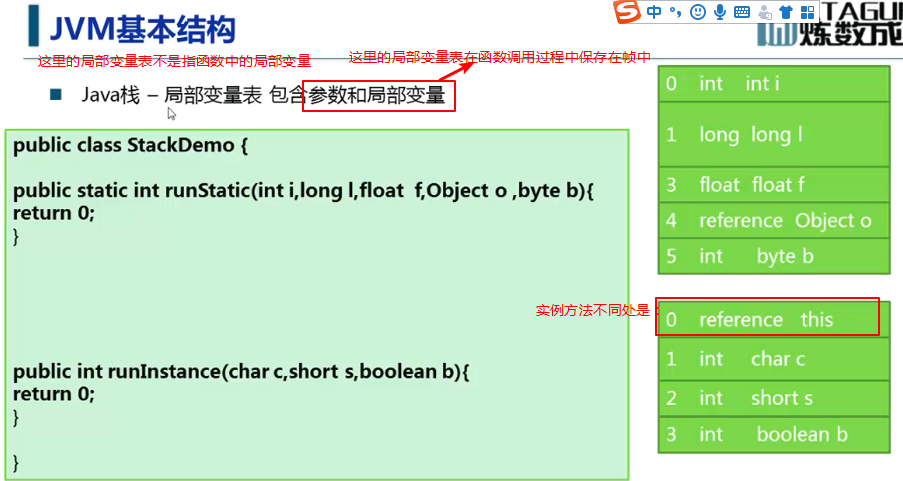 JVM基本结构
中
TAGU
炼数成
这里的局部变量表不是指函数中的局部变量
这里的局部变量表在函数调用过程中保存在帧中
Java栈 – 局部变量表 包含参数和局部变量
public class StackDemo {
public static int runStatic(int i,long l,float f,Object o ,byte b){
return 0;
}
public int runInstance(char c,short s,boolean b){
return 0;
}
}
0 int int i
1 long long l
3 float float f
4 reference Object o
5 int byte b
实例方法不同处是
0 reference this
1 int char c
2 int short s
3 int boolean b